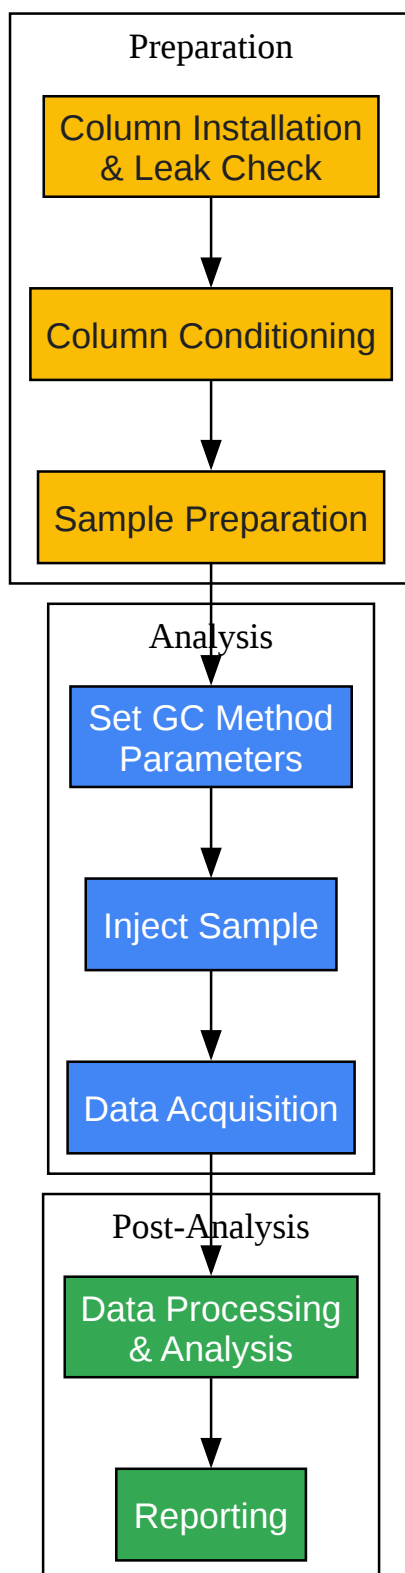 Preparation
Column Installation
& Leak Check
Column Conditioning
Sample Preparation
Analysis
Set GC Method
Parameters
Inject Sample
Data Acquisition
Post-Analysis
Data Processing
& Analysis
Reporting